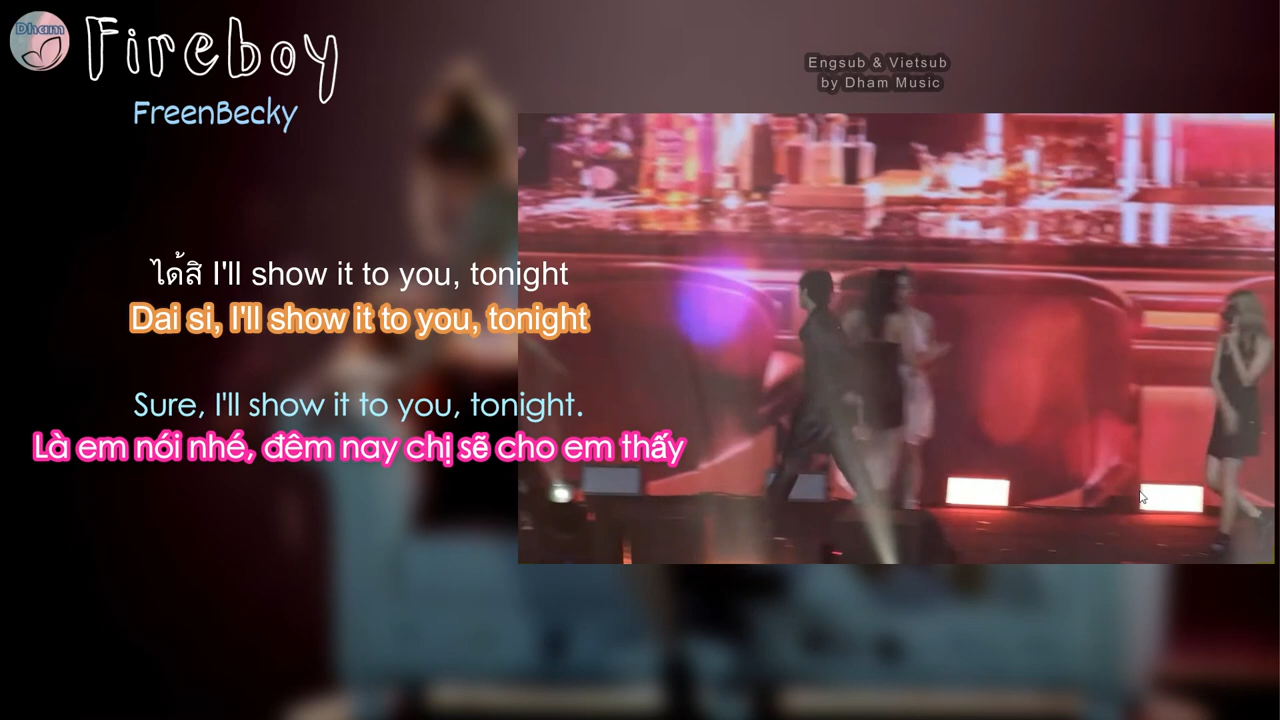 Dham
Fireboy
FreenBecky
Engsub & Vietsub
by Dham Music
ได้สิ I'll show it to you, tonight
Dai si, I'll show it to you, tonight
Sure, I'll show it to you, tonight.
Là em nói nhé, đêm nay chị sẽ cho em thấy